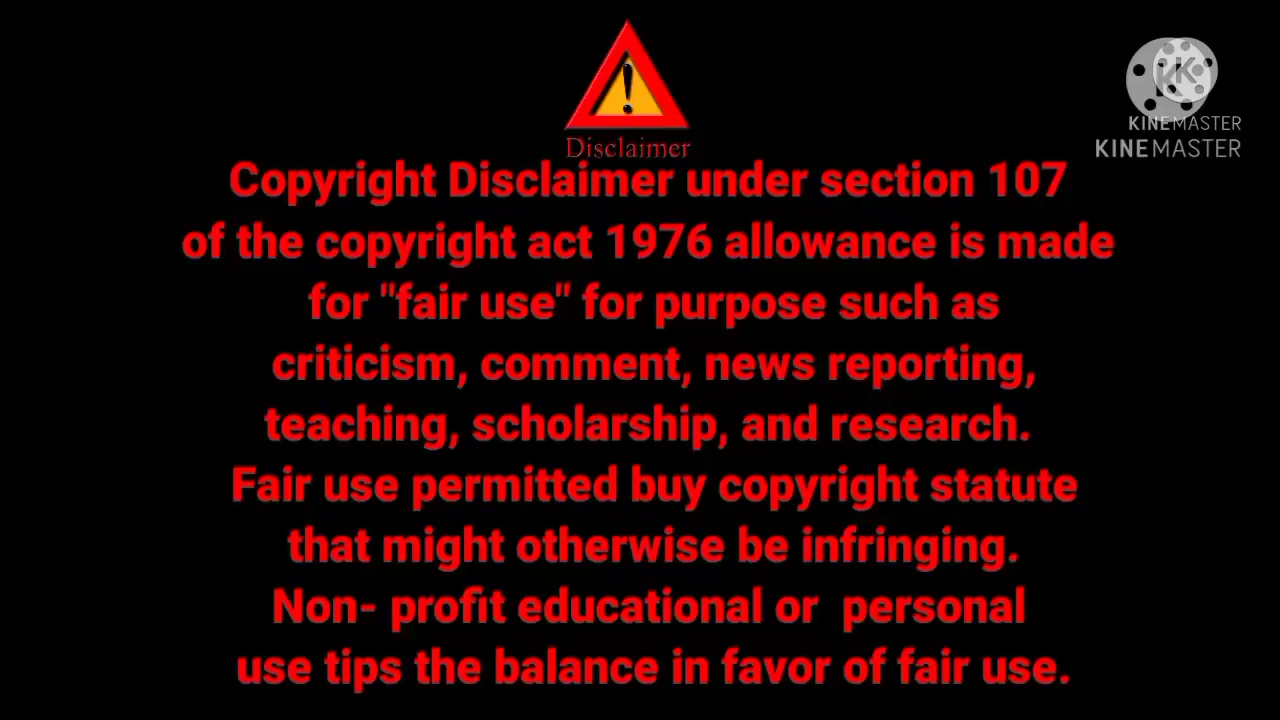 KINEMASTER
KINEMASTER
Disclaimer
Copyright Disclaimer under section 107
of the copyright act 1976 allowance is made
for "fair use" for purpose such as
criticism, comment, news reporting,
teaching, scholarship, and research.
Fair use permitted buy copyright statute
that might otherwise be infringing.
Non- profit educational or  personal
use tips the balance in favor of fair use.